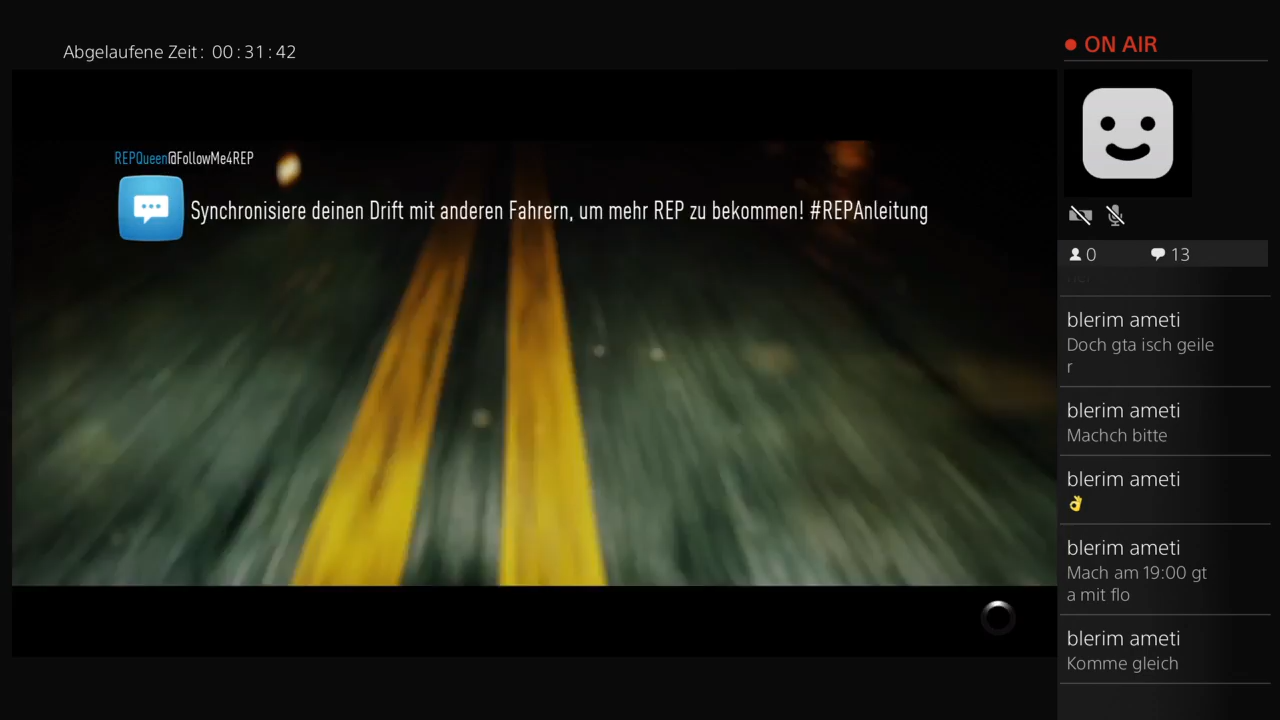 Abgelaufene Zeit: 00:31:42
ON AIR
REPQueen@FollowMe4REP
Synchronisiere deinen Drift mit anderen Fahrern, um mehr REP zu bekommen! #REPAnleitung
0 13
blerim ameti
Doch gta isch geile
r
blerim ameti
Machch bitte
blerim ameti
👌
blerim ameti
Mach am 19:00 gt
a mit flo
blerim ameti
Komme gleich